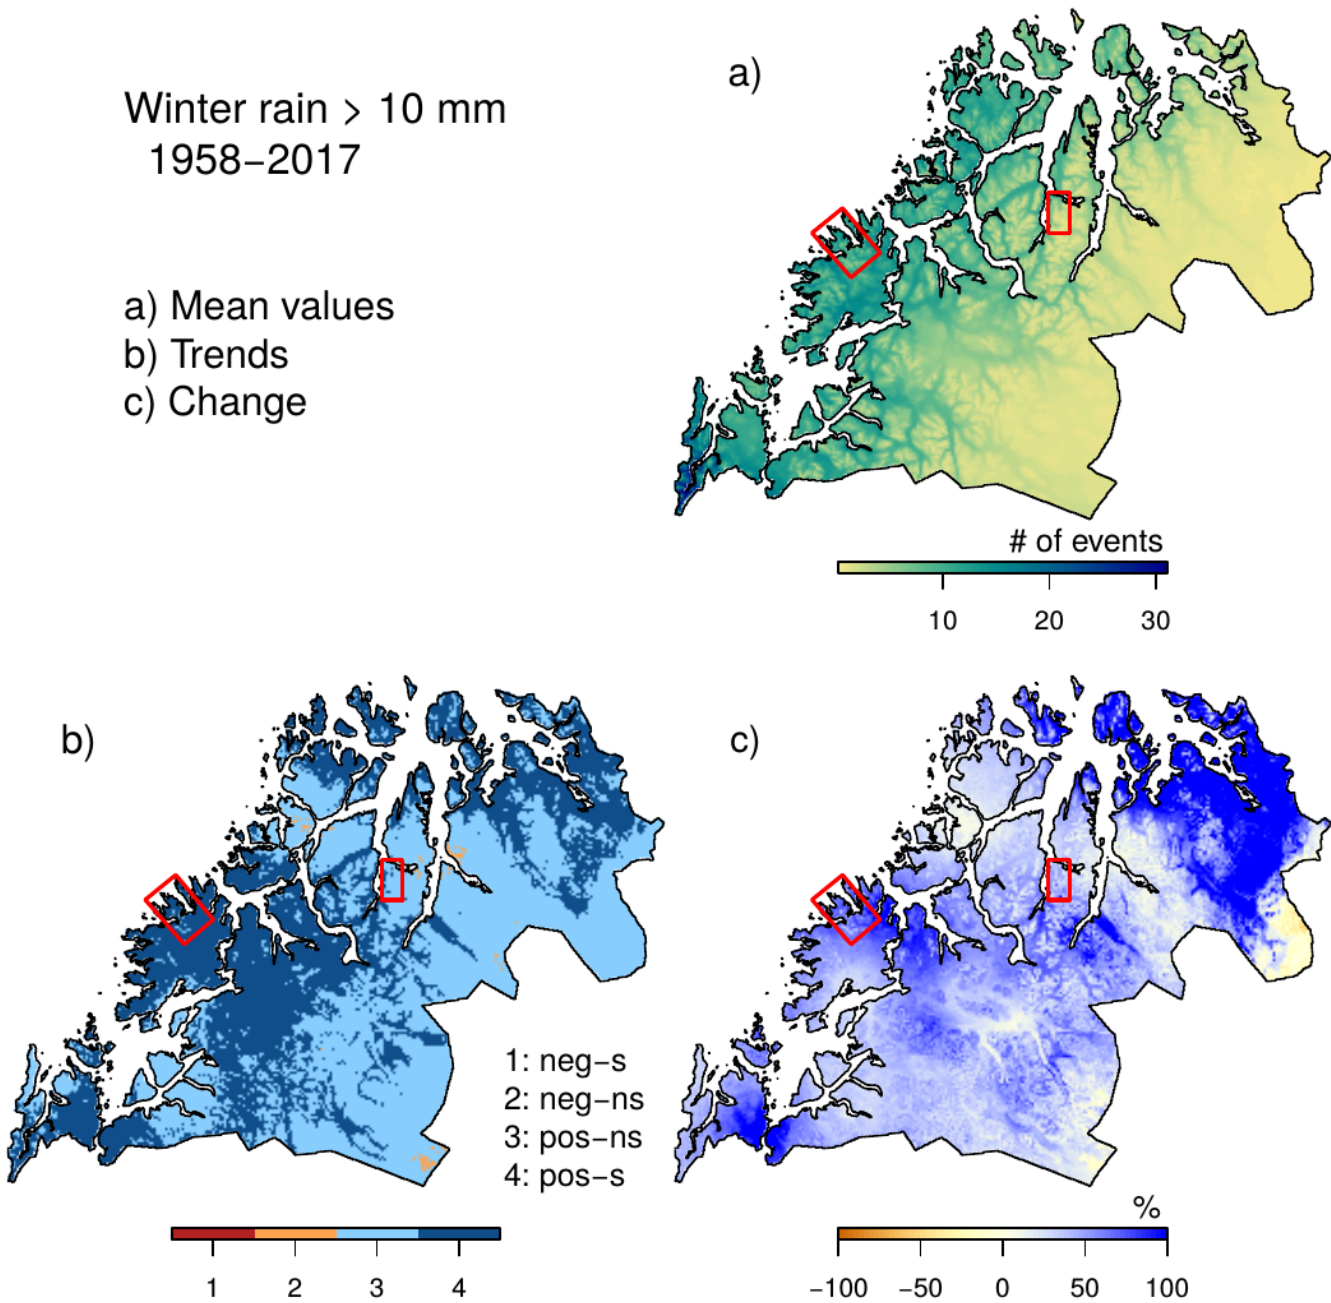 Winter rain > 10 mm
1958−2017
a) Mean values
b) Trends
c) Change
a)
# of events
10 20 30
b)
1: neg−s
2: neg−ns
3: pos−ns
4: pos−s
1 2 3 4
c)
%
−100 −50 0 50 100